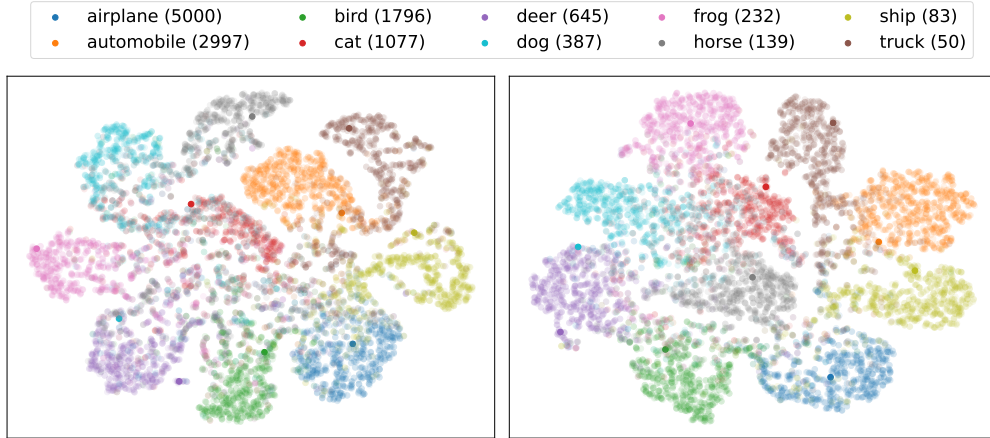 airplane (5000) bird (1796) deer (645) frog (232) ship (83)
automobile (2997) cat (1077) dog (387) horse (139) truck (50)